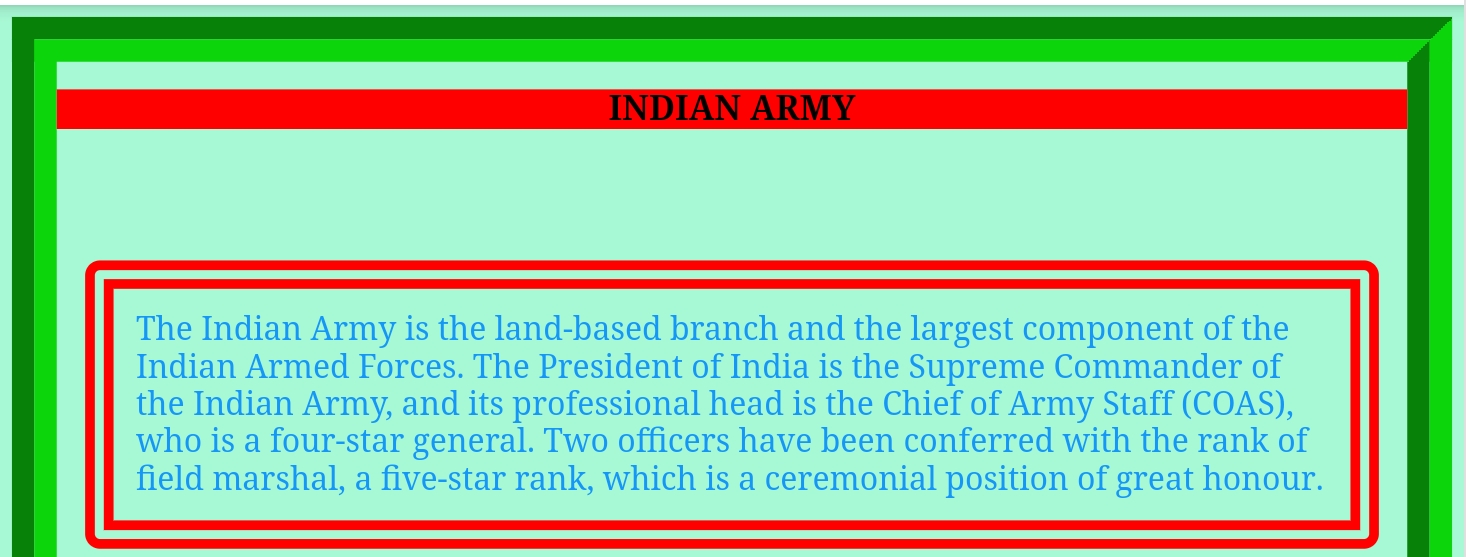 INDIAN ARMY
The Indian Army is the land-based branch and the largest component of the
Indian Armed Forces. The President of India is the Supreme Commander of
the Indian Army, and its professional head is the Chief of Army Staff (COAS),
who is a four-star general. Two officers have been conferred with the rank of
field marshal, a five-star rank, which is a ceremonial position of great honour.